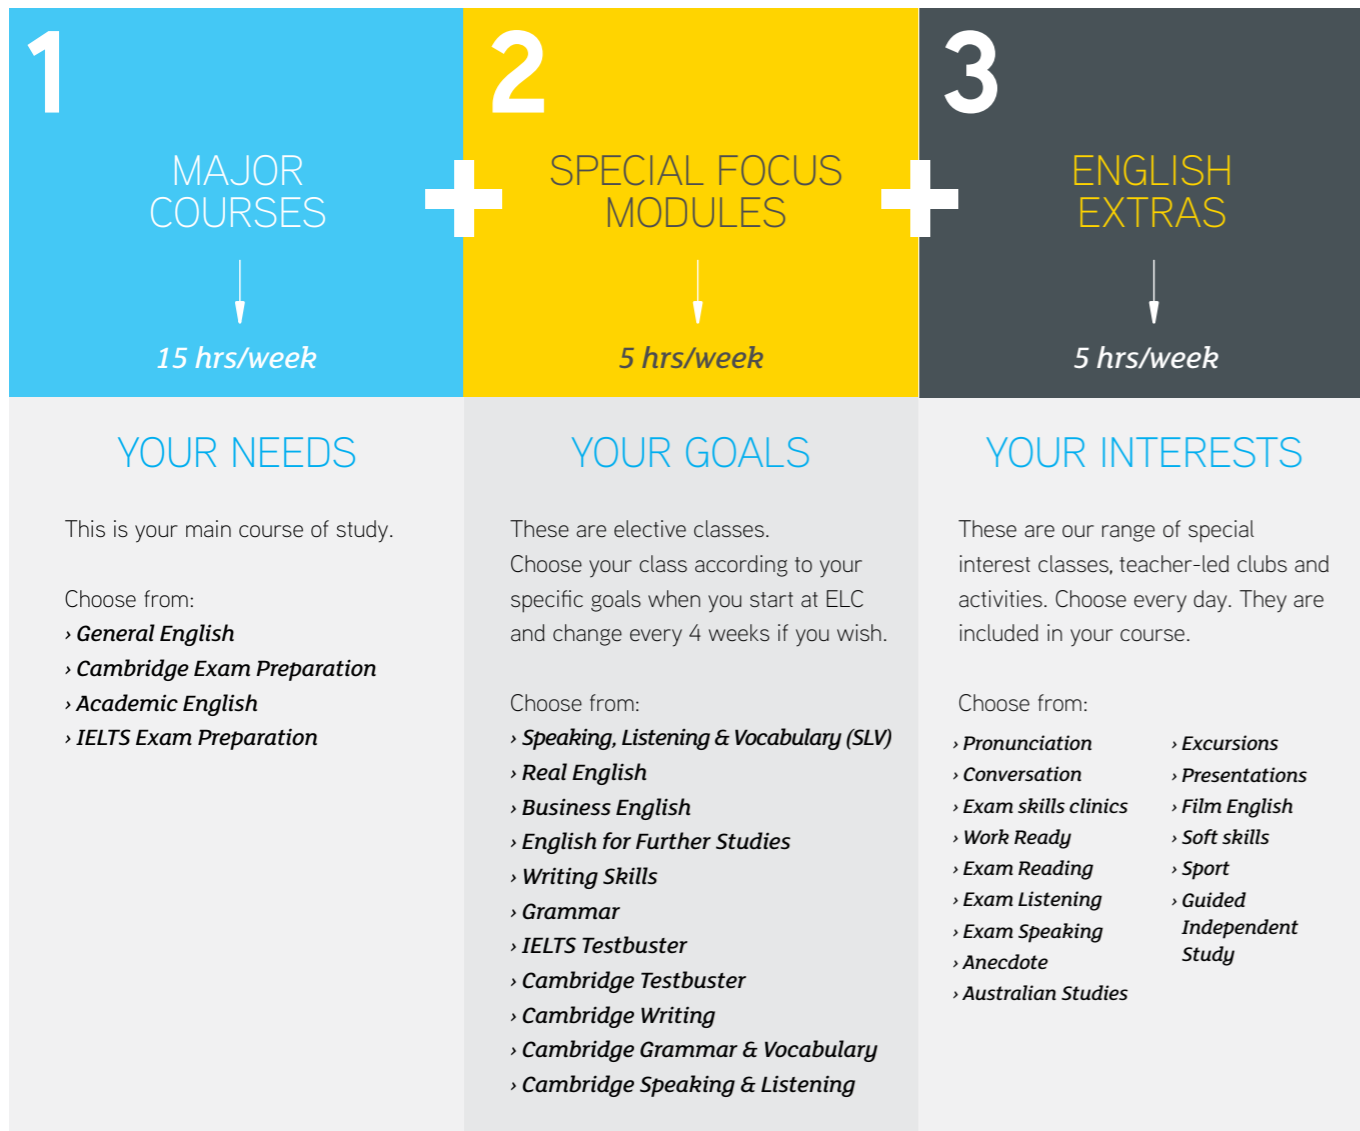 1
MAJOR
COURSES
15 hrs/week
YOUR NEEDS
This is your main course of study.
Choose from:
› General English
› Cambridge Exam Preparation
› Academic English
› IELTS Exam Preparation
2
SPECIAL FOCUS
MODULES
5 hrs/week
YOUR GOALS
These are elective classes.
Choose your class according to your
specific goals when you start at ELC
and change every 4 weeks if you wish.
Choose from:
› Speaking, Listening & Vocabulary (SLV)
› Real English
› Business English
› English for Further Studies
› Writing Skills
› Grammar
› IELTS Testbuster
› Cambridge Testbuster
› Cambridge Writing
› Cambridge Grammar & Vocabulary
› Cambridge Speaking & Listening
3
ENGLISH
EXTRAS
5 hrs/week
YOUR INTERESTS
These are our range of special
interest classes, teacher-led clubs and
activities. Choose every day. They are
included in your course.
Choose from:
› Pronunciation
› Conversation
› Exam skills clinics
› Work Ready
› Exam Reading
› Exam Listening
› Exam Speaking
› Anecdote
› Australian Studies
› Excursions
› Presentations
› Film English
› Soft skills
› Sport
› Guided
Independent
Study